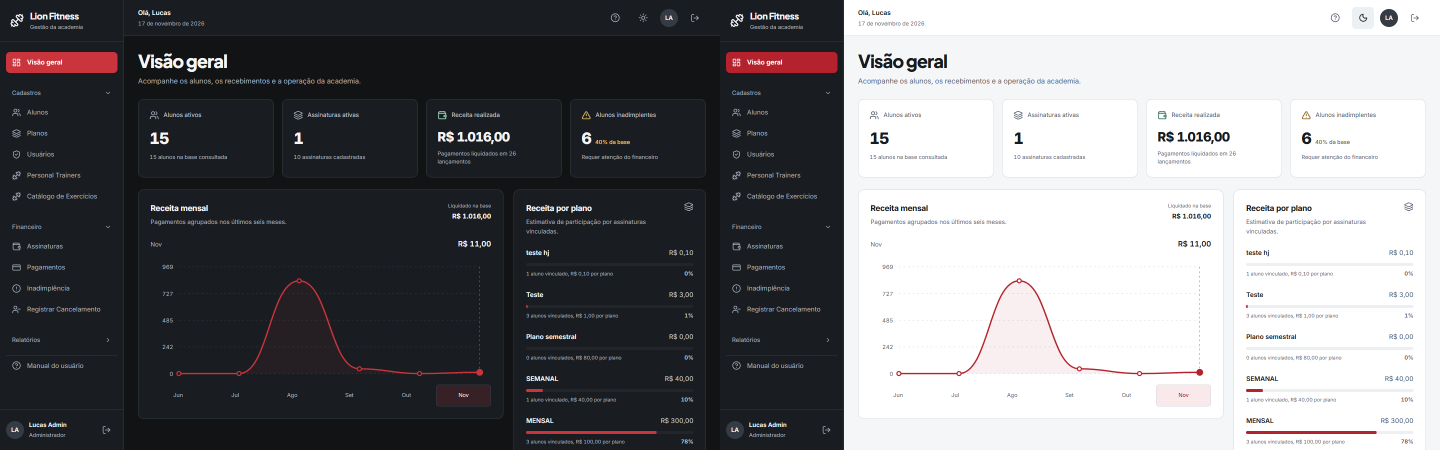 Lion Fitness
Gestão da academia
Visão geral
Cadastros
Alunos
Planos
Usuários
Personal Trainers
Catálogo de Exercícios
Financeiro
Assinaturas
Pagamentos
Inadimplência
Registrar Cancelamento
Relatórios
Manual do usuário
LA
Lucas Admin
Administrador
Olá, Lucas
17 de novembro de 2026
LA
Visão geral
Acompanhe os alunos, os recebimentos e a operação da academia.
Alunos ativos
15
15 alunos na base consultada
Assinaturas ativas
1
10 assinaturas cadastradas
Receita realizada
R$ 1.016,00
Pagamentos liquidados em 26
lançamentos
Alunos inadimplentes
6 40% da base
Requer atenção do financeiro
Receita mensal
Pagamentos agrupados nos últimos seis meses.
Liquidado na base
R$ 1.016,00
Nov
R$ 11,00
969
727
485
242
0
Jun Jul Ago Set Out Nov
Receita por plano
Estimativa de participação por assinaturas
vinculadas.
teste hj R$ 0,10
1 aluno vinculado, R$ 0,10 por plano 0%
Teste R$ 3,00
3 alunos vinculados, R$ 1,00 por plano 1%
Plano semestral R$ 0,00
0 alunos vinculados, R$ 80,00 por plano 0%
SEMANAL R$ 40,00
1 aluno vinculado, R$ 40,00 por plano 10%
MENSAL R$ 300,00
3 alunos vinculados, R$ 100,00 por plano 78%
Lion Fitness
Gestão da academia
Visão geral
Cadastros
Alunos
Planos
Usuários
Personal Trainers
Catálogo de Exercícios
Financeiro
Assinaturas
Pagamentos
Inadimplência
Registrar Cancelamento
Relatórios
Manual do usuário
LA
Lucas Admin
Administrador
Olá, Lucas
17 de novembro de 2026
LA
Visão geral
Acompanhe os alunos, os recebimentos e a operação da academia.
Alunos ativos
15
15 alunos na base consultada
Assinaturas ativas
1
10 assinaturas cadastradas
Receita realizada
R$ 1.016,00
Pagamentos liquidados em 26
lançamentos
Alunos inadimplentes
6 40% da base
Requer atenção do financeiro
Receita mensal
Pagamentos agrupados nos últimos seis meses.
Liquidado na base
R$ 1.016,00
Nov
R$ 11,00
969
727
485
242
0
Jun Jul Ago Set Out Nov
Receita por plano
Estimativa de participação por assinaturas
vinculadas.
teste hj R$ 0,10
1 aluno vinculado, R$ 0,10 por plano 0%
Teste R$ 3,00
3 alunos vinculados, R$ 1,00 por plano 1%
Plano semestral R$ 0,00
0 alunos vinculados, R$ 80,00 por plano 0%
SEMANAL R$ 40,00
1 aluno vinculado, R$ 40,00 por plano 10%
MENSAL R$ 300,00
3 alunos vinculados, R$ 100,00 por plano 78%